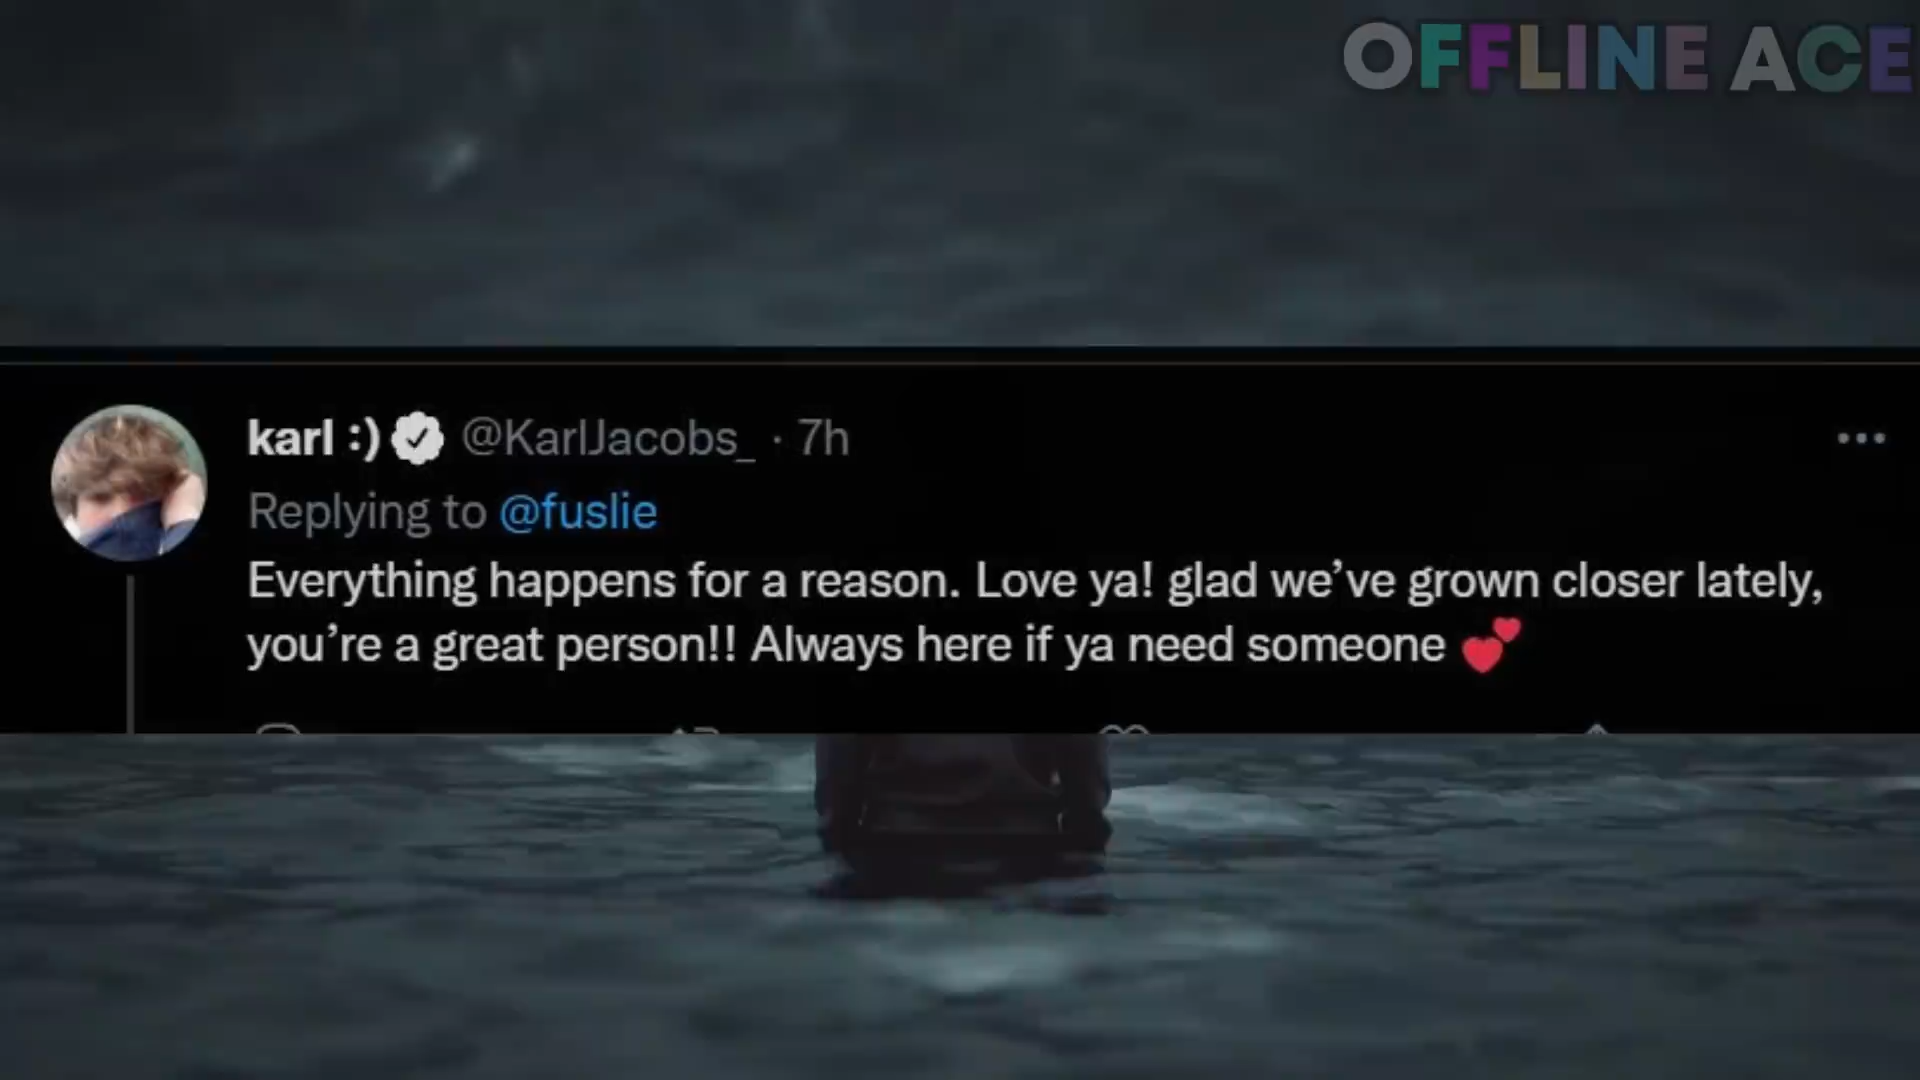 OFFLINE ACE
karl :) @KarlJacobs_ · 7h
Replying to @fuslie
Everything happens for a reason. Love ya! glad we’ve grown closer lately,
you’re a great person!! Always here if ya need someone 💕